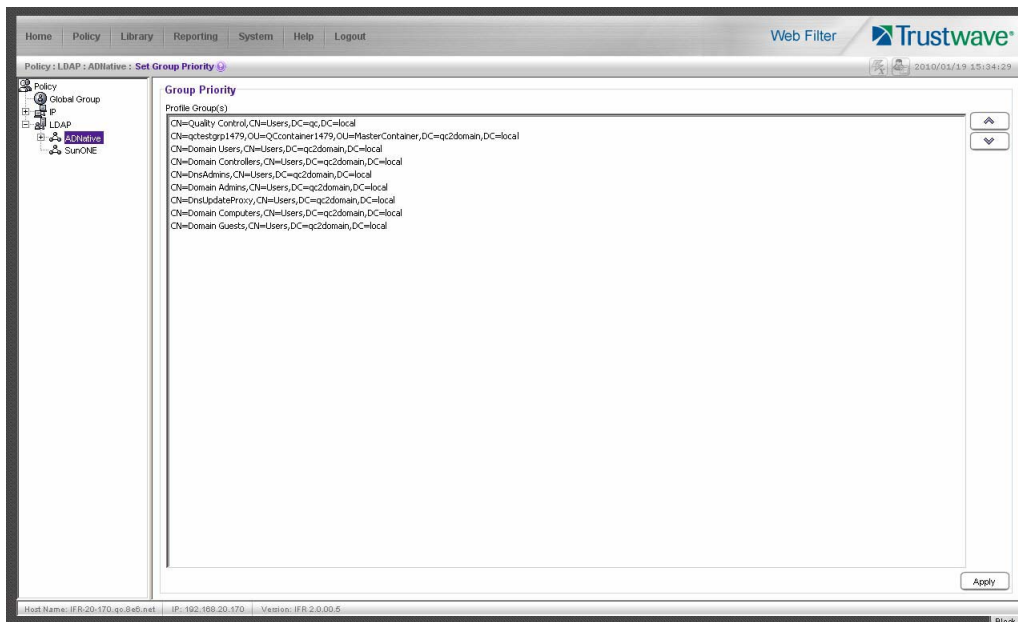 Home Policy Library Reporting System Help Logout
Web Filter
Trustwave®
Policy : LDAP : ADNative : Set Group Priority
2010/01/19 15:34:29
Policy
Global Group
IP
LDAP
ADNative
SunONE
Group Priority
Profile Group(s)
CN=Quality Control,CN=Users,DC=qc,DC=local
CN=qctestgrp1479,OU=QCcontainer1479,OU=MasterContainer,DC=qc2domain,DC=local
CN=Domain Users,CN=Users,DC=qc2domain,DC=local
CN=Domain Controllers,CN=Users,DC=qc2domain,DC=local
CN=DnsAdmins,CN=Users,DC=qc2domain,DC=local
CN=Domain Admins,CN=Users,DC=qc2domain,DC=local
CN=DnsUpdateProxy,CN=Users,DC=qc2domain,DC=local
CN=Domain Computers,CN=Users,DC=qc2domain,DC=local
CN=Domain Guests,CN=Users,DC=qc2domain,DC=local
Apply
Host Name: IFR-20-170.qc.8e6.net IP: 192.168.20.170 Version: IFR 2.0.00.5